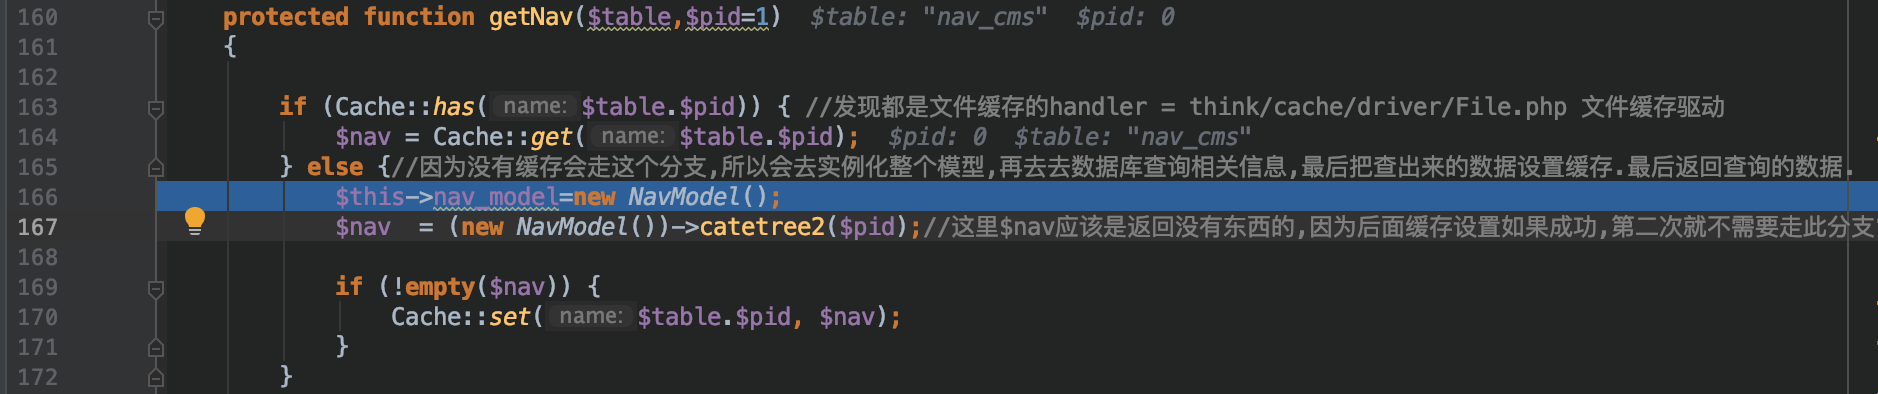 160 protected function getNav($table,$pid=1) $table: "nav_cms" $pid: 0
161 {
162
163 if (Cache::has( name: $table.$pid)) { //发现都是文件缓存的handler = think/cache/driver/File.php 文件缓存驱动
164 $nav = Cache::get( name: $table.$pid); $pid: 0 $table: "nav_cms"
165 } else {//因为没有缓存会走这个分支,所以会去实例化整个模型,再去去数据库查询相关信息,最后把查出来的数据设置缓存.最后返回查询的数据.
166 $this->nav_model=new NavModel();
167 $nav = (new NavModel())->catetree2($pid);//这里$nav应该是返回没有东西的,因为后面缓存设置如果成功,第二次就不需要走此分支
168
169 if (!empty($nav)) {
170 Cache::set( name: $table.$pid, $nav);
171 }
172 }